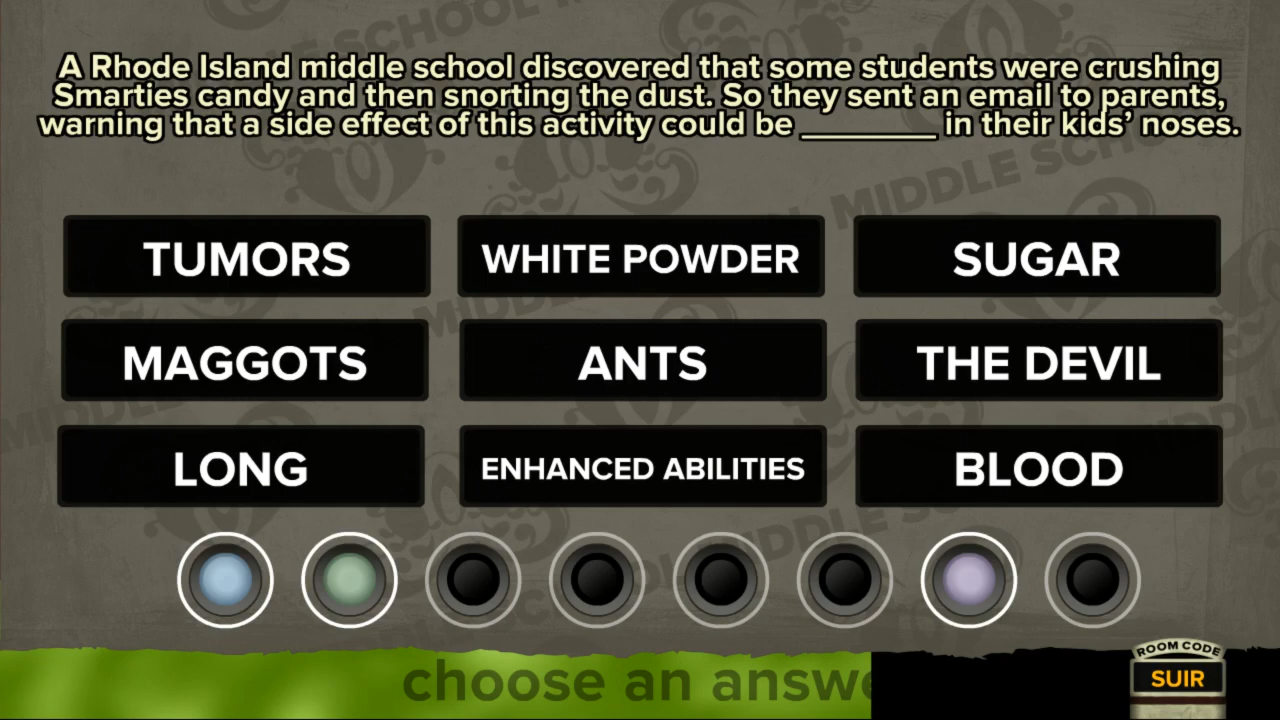 A Rhode Island middle school discovered that some students were crushing
Smarties candy and then snorting the dust. So they sent an email to parents,
warning that a side effect of this activity could be ________ in their kids’ noses.
TUMORS
WHITE POWDER
SUGAR
MAGGOTS
ANTS
THE DEVIL
LONG
ENHANCED ABILITIES
BLOOD
choose an answe
ROOM CODE
SUIR
MIDDLE SCHOOL